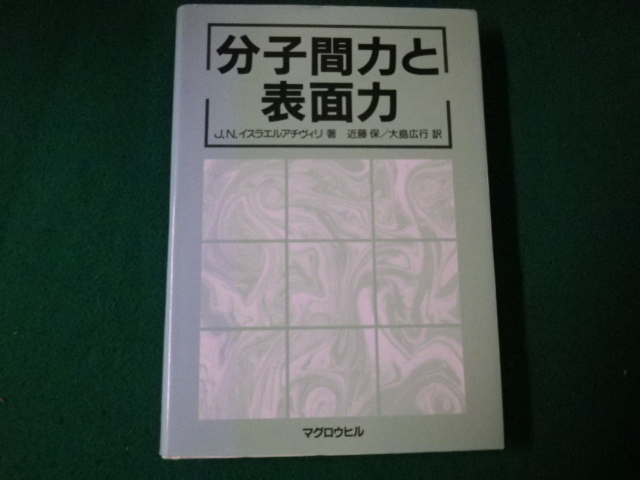 分子間力と
表面力
J.N.イスラエルアチヴィリ 著 近藤 保/大島広行 訳
マグロウヒル